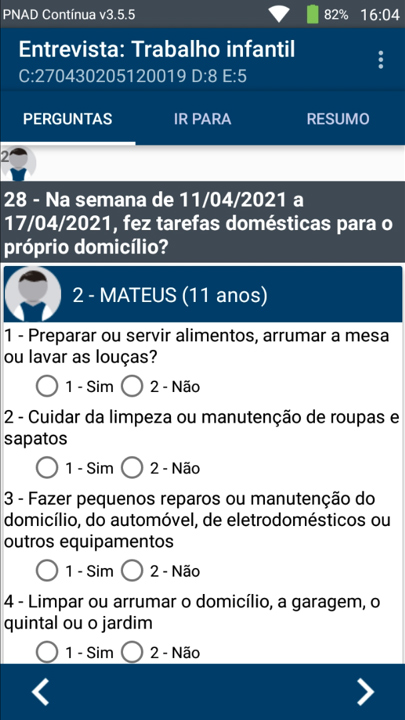 PNAD Contínua v3.5.5
82% 16:04
Entrevista: Trabalho infantil
C:270430205120019 D:8 E:5
PERGUNTAS IR PARA RESUMO
2
28 - Na semana de 11/04/2021 a
17/04/2021, fez tarefas domésticas para o
próprio domicílio?
2 - MATEUS (11 anos)
1 - Preparar ou servir alimentos, arrumar a mesa
ou lavar as louças?
1 - Sim 2 - Não
2 - Cuidar da limpeza ou manutenção de roupas e
sapatos
1 - Sim 2 - Não
3 - Fazer pequenos reparos ou manutenção do
domicílio, do automóvel, de eletrodomésticos ou
outros equipamentos
1 - Sim 2 - Não
4 - Limpar ou arrumar o domicílio, a garagem, o
quintal ou o jardim
1 - Sim 2 - Não